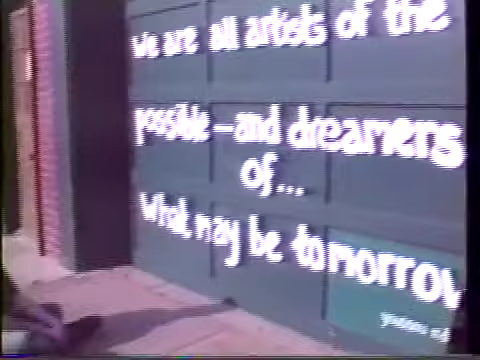 we are all artists of the
possible—and dreamers
of...
what may be tomorrow